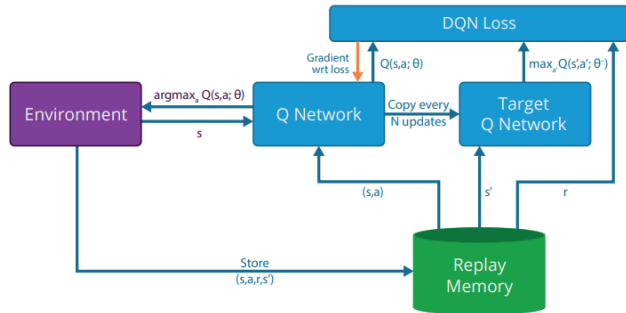 DQN Loss
Gradient
wrt loss
Q(s,a; θ)
maxₐ' Q(s',a'; θ⁻)
argmaxₐ Q(s,a; θ)
Environment
s
Q Network
Copy every
N updates
Target
Q Network
(s,a)
s'
r
Store
(s,a,r,s')
Replay
Memory